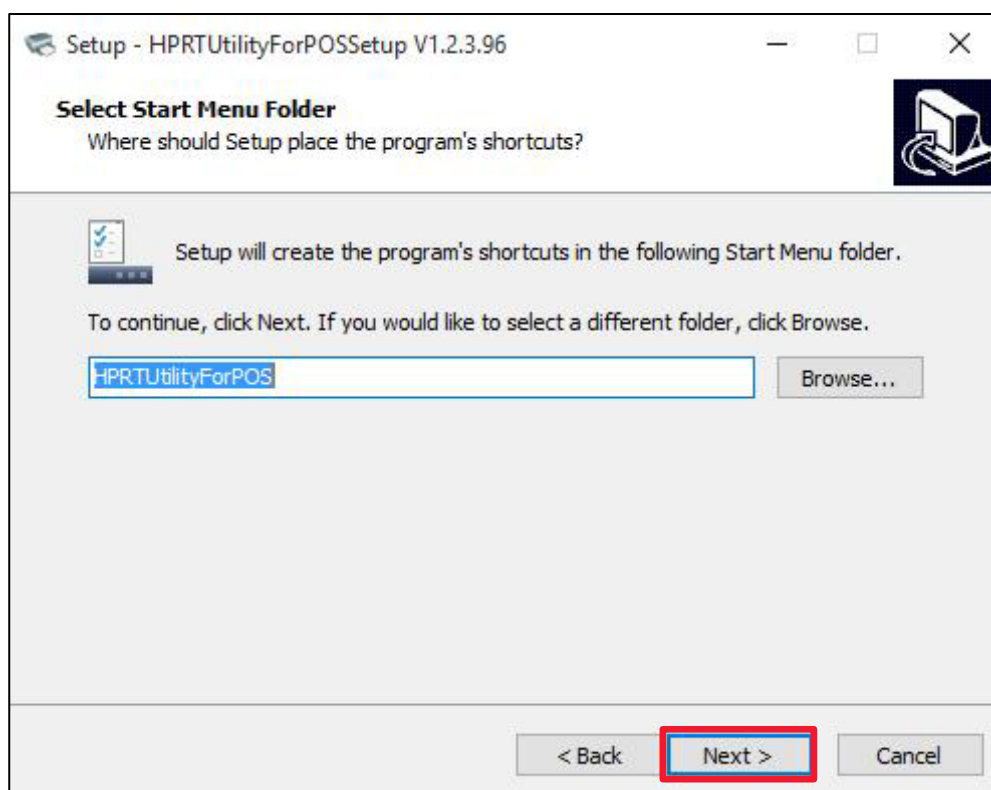 Setup - HPRTUtilityForPOSSetup V1.2.3.96
Select Start Menu Folder
Where should Setup place the program's shortcuts?
Setup will create the program's shortcuts in the following Start Menu folder.
To continue, click Next. If you would like to select a different folder, click Browse.
HPRTUtilityForPOS
Browse...
< Back
Next >
Cancel